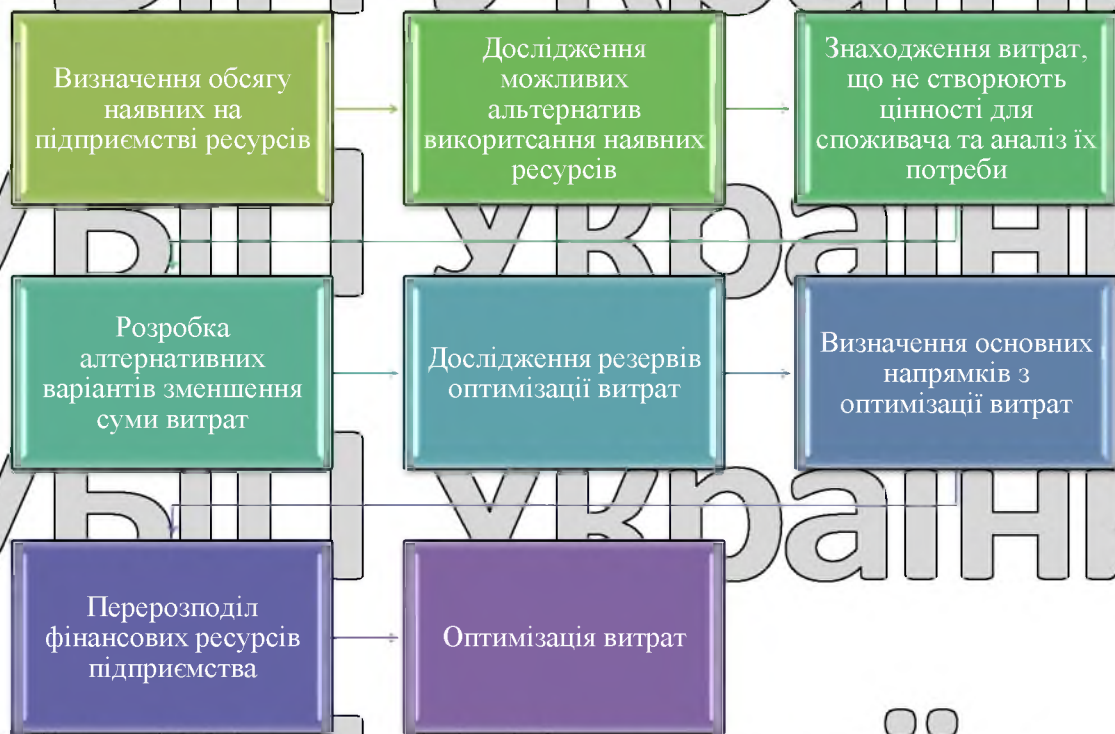 Визначення обсягу
наявних на
підприємстві ресурсів
Дослідження
можливих
альтернатив
викоритсання наявних
ресурсів
Знаходження витрат,
що не створюють
цінності для
споживача та аналіз їх
потреби
Розробка
алтернативних
варіантів зменшення
суми витрат
Дослідження резервів
оптимізації витрат
Визначення основних
напрямків з
оптимізації витрат
Перерозподіл
фінансових ресурсів
підприємства
Оптимізація витрат